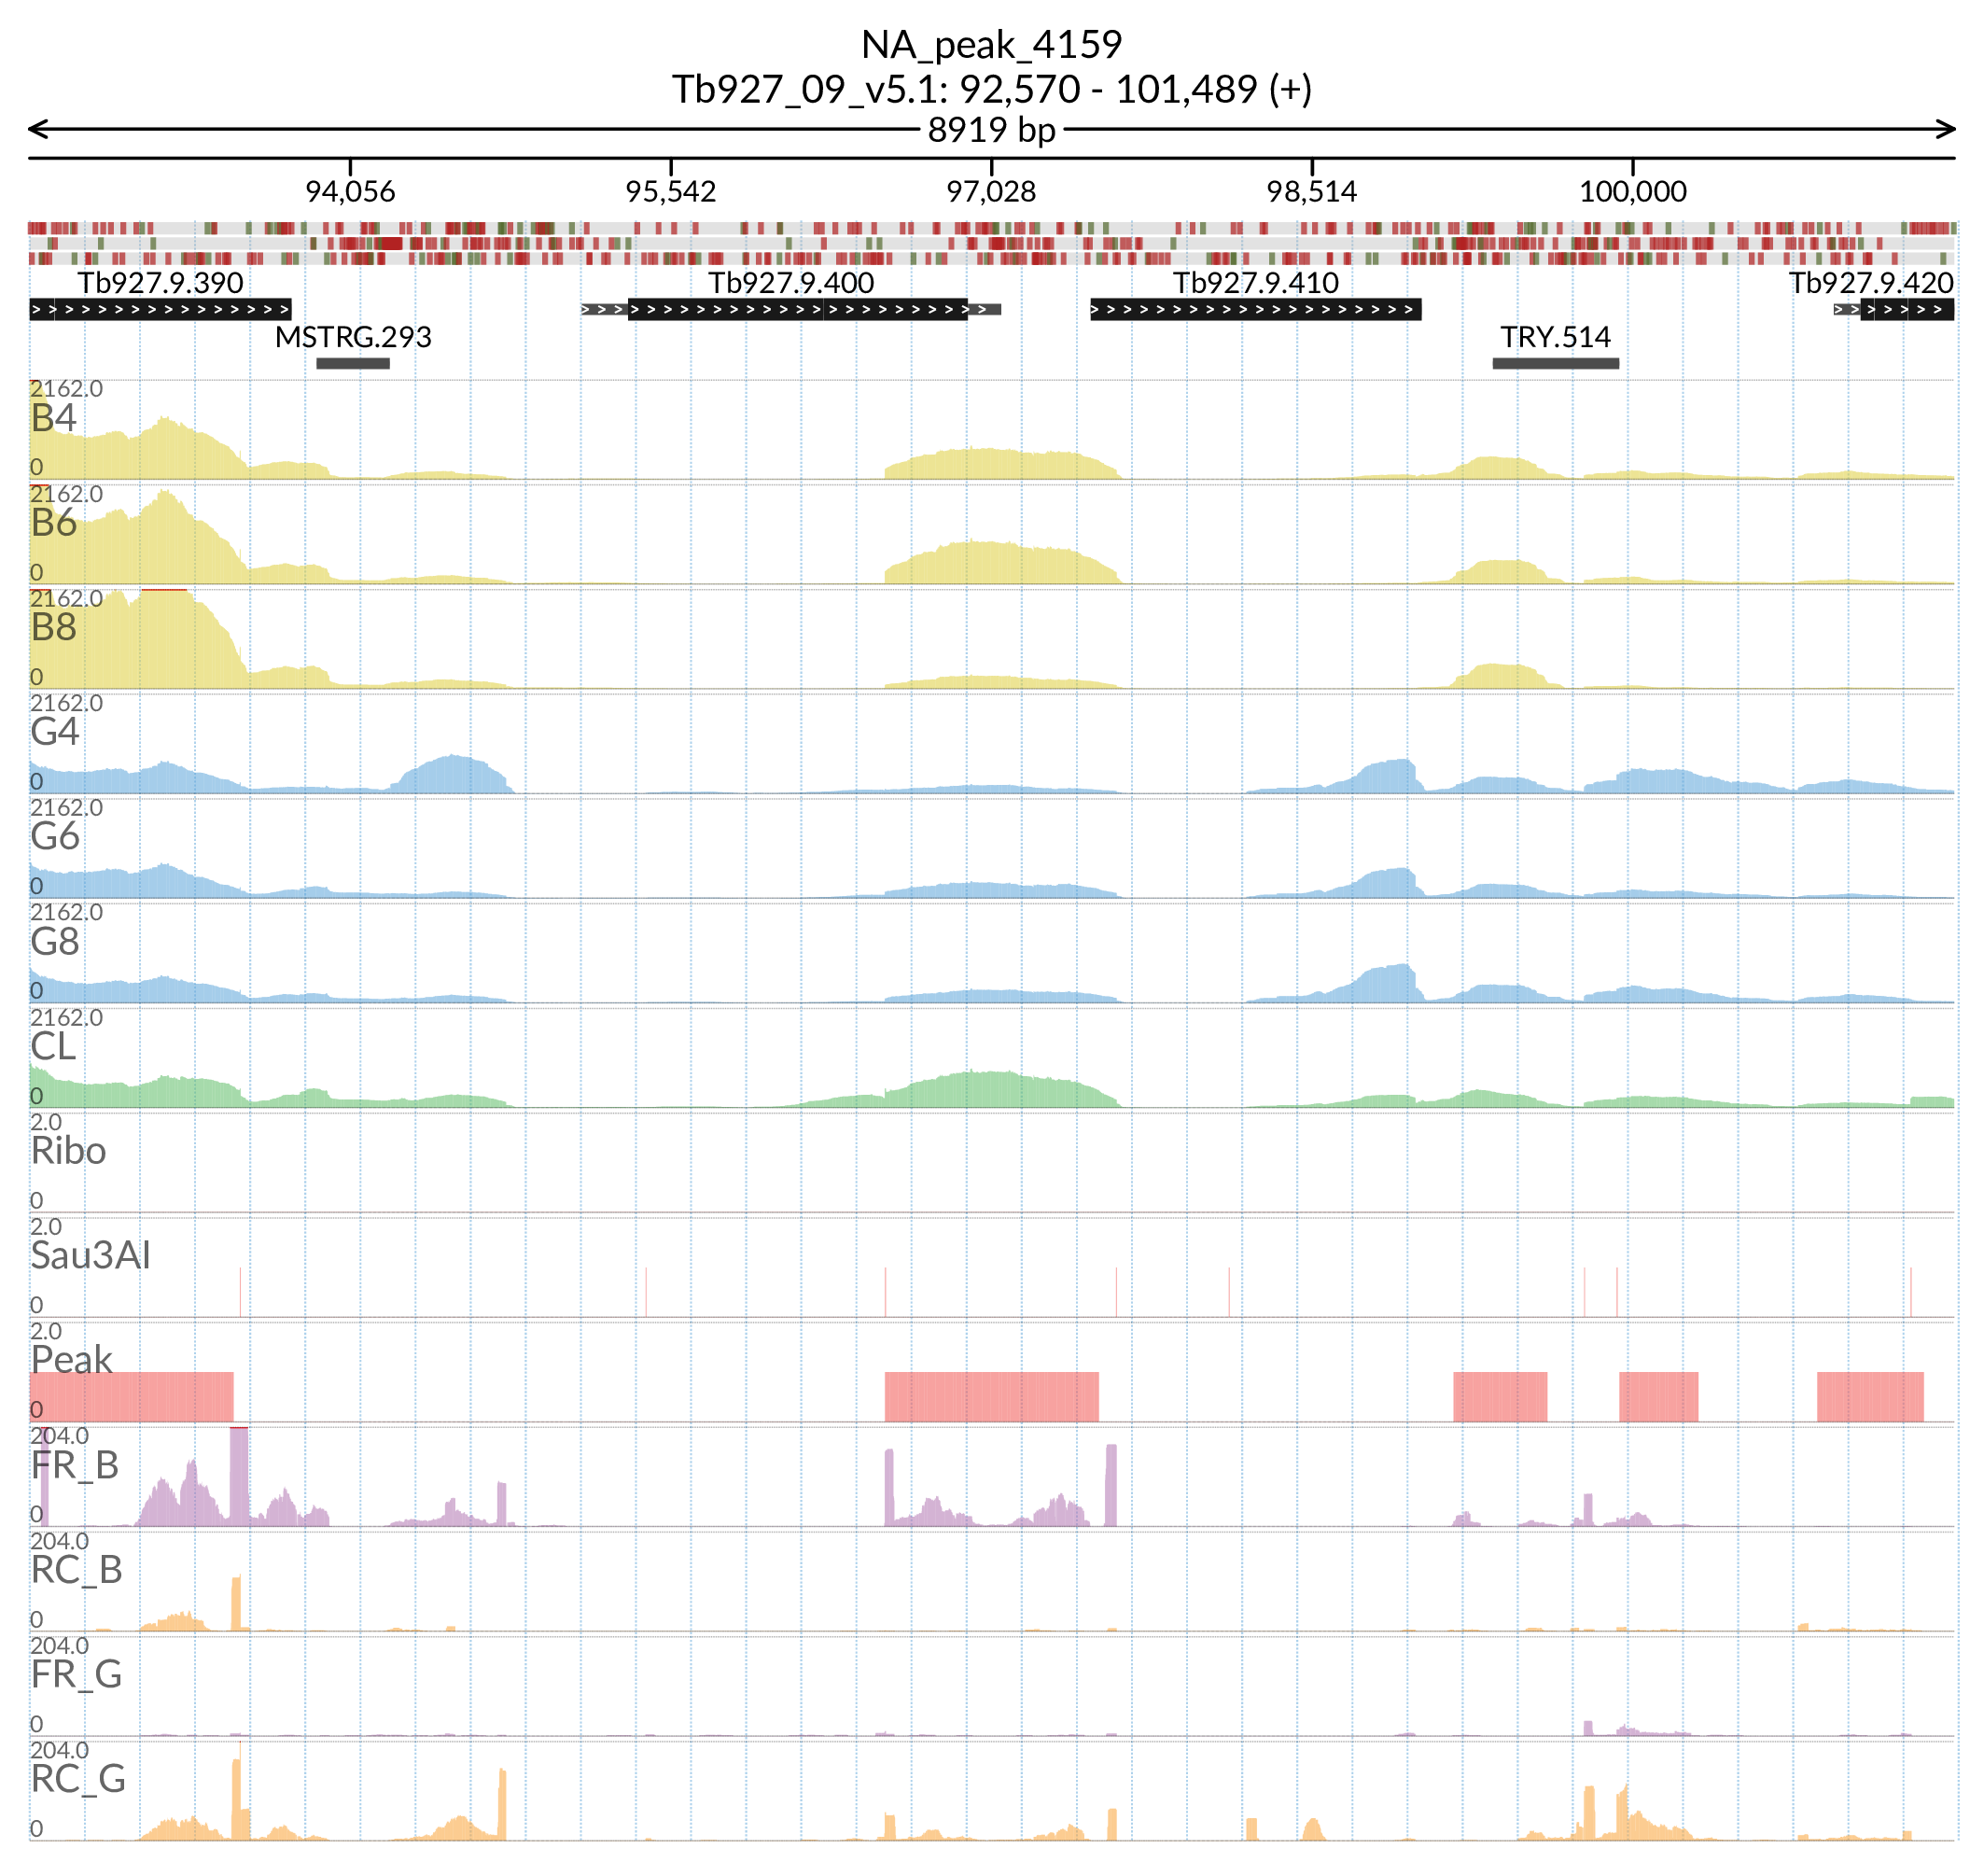 NA_peak_4159
Tb927_09_v5.1: 92,570 - 101,489 (+)
8919 bp
94,056 95,542 97,028 98,514 100,000
Tb927.9.390 Tb927.9.400 Tb927.9.410 Tb927.9.420
MSTRG.293 TRY.514
2162.0
B4
0
2162.0
B6
0
2162.0
B8
0
2162.0
G4
0
2162.0
G6
0
2162.0
G8
0
2162.0
CL
0
2.0
Ribo
0
2.0
Sau3AI
0
2.0
Peak
0
204.0
FR_B
0
204.0
RC_B
0
204.0
FR_G
0
204.0
RC_G
0